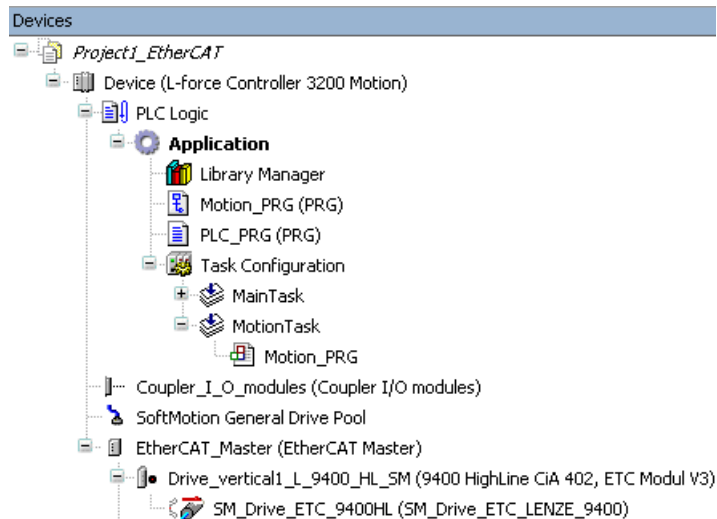 Devices
Project1_EtherCAT
Device (L-force Controller 3200 Motion)
PLC Logic
Application
Library Manager
Motion_PRG (PRG)
PLC_PRG (PRG)
Task Configuration
MainTask
MotionTask
Motion_PRG
Coupler_I_O_modules (Coupler I/O modules)
SoftMotion General Drive Pool
EtherCAT_Master (EtherCAT Master)
Drive_vertical1_L_9400_HL_SM (9400 HighLine CiA 402, ETC Modul V3)
SM_Drive_ETC_9400HL (SM_Drive_ETC_LENZE_9400)